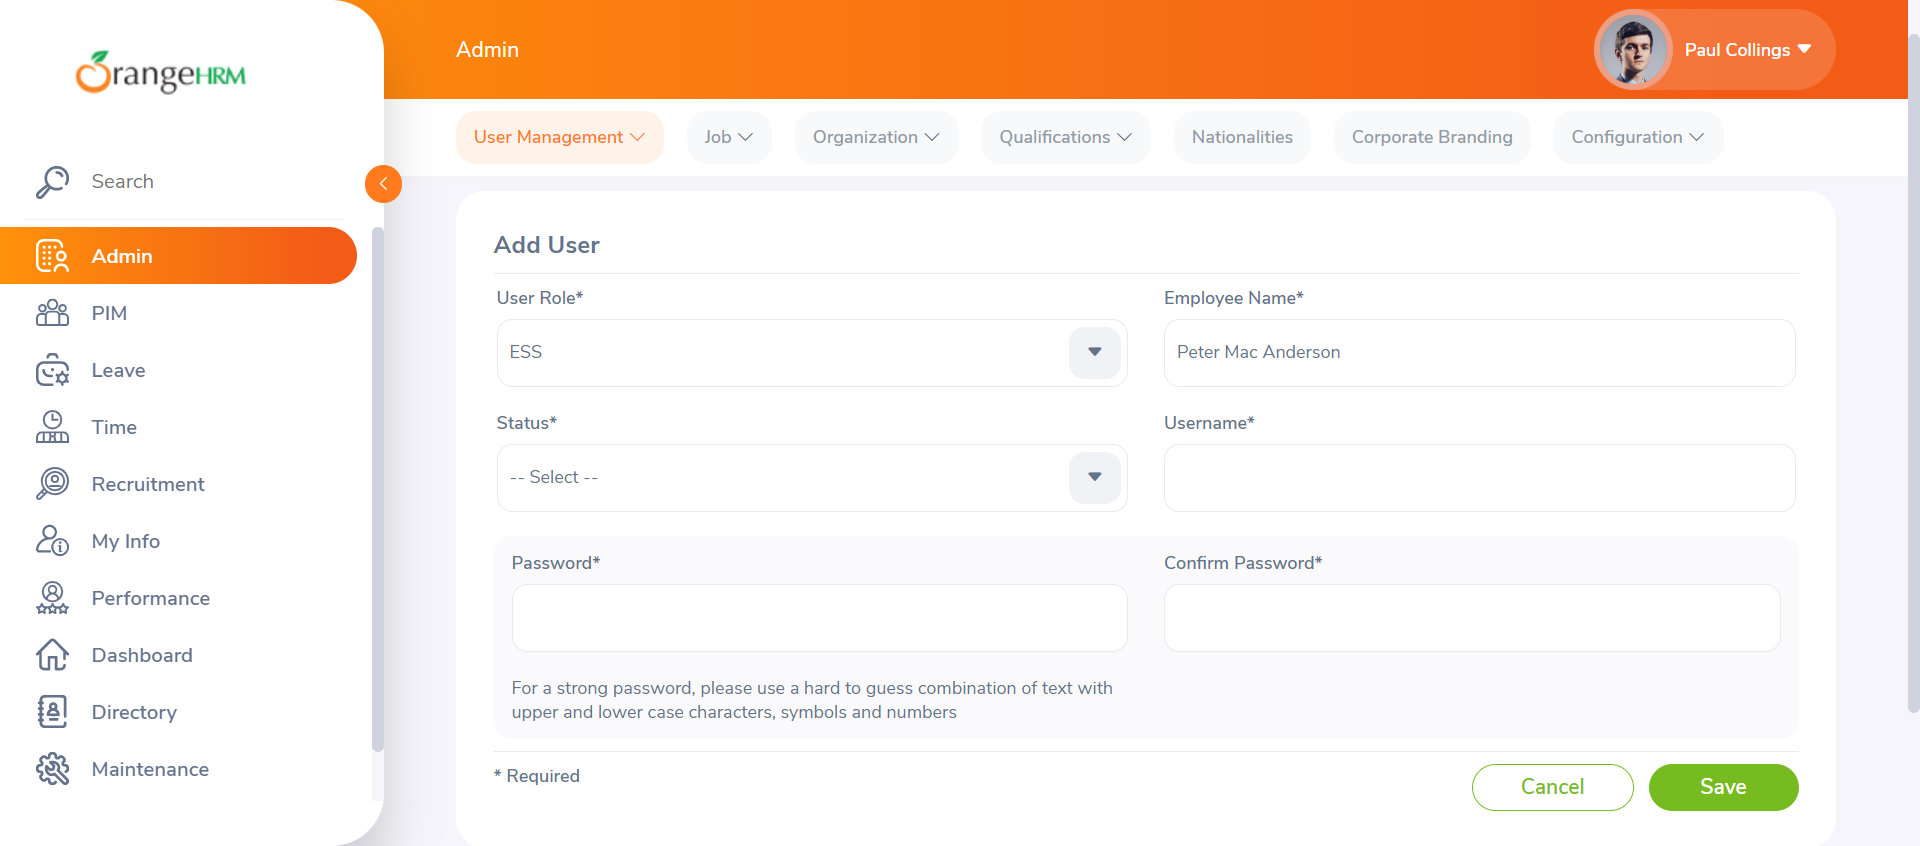 OrangeHRM
Search
Admin
PIM
Leave
Time
Recruitment
My Info
Performance
Dashboard
Directory
Maintenance
Admin
Paul Collings
User Management
Job
Organization
Qualifications
Nationalities
Corporate Branding
Configuration
Add User
User Role*
Employee Name*
ESS
Peter Mac Anderson
Status*
Username*
-- Select --
Password*
Confirm Password*
For a strong password, please use a hard to guess combination of text with
upper and lower case characters, symbols and numbers
* Required
Cancel
Save